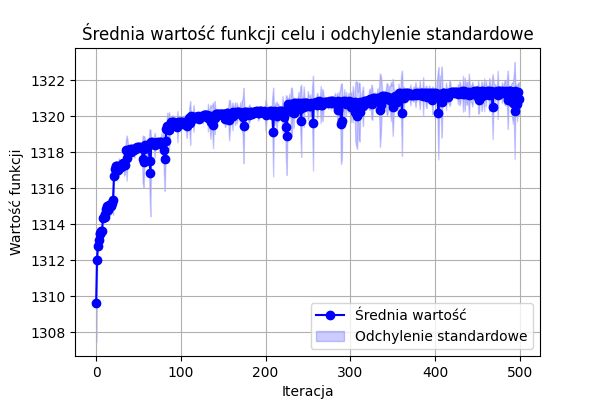 Średnia wartość funkcji celu i odchylenie standardowe
Wartość funkcji
1322
1320
1318
1316
1314
1312
1310
1308
0 100 200 300 400 500
Iteracja
Średnia wartość
Odchylenie standardowe